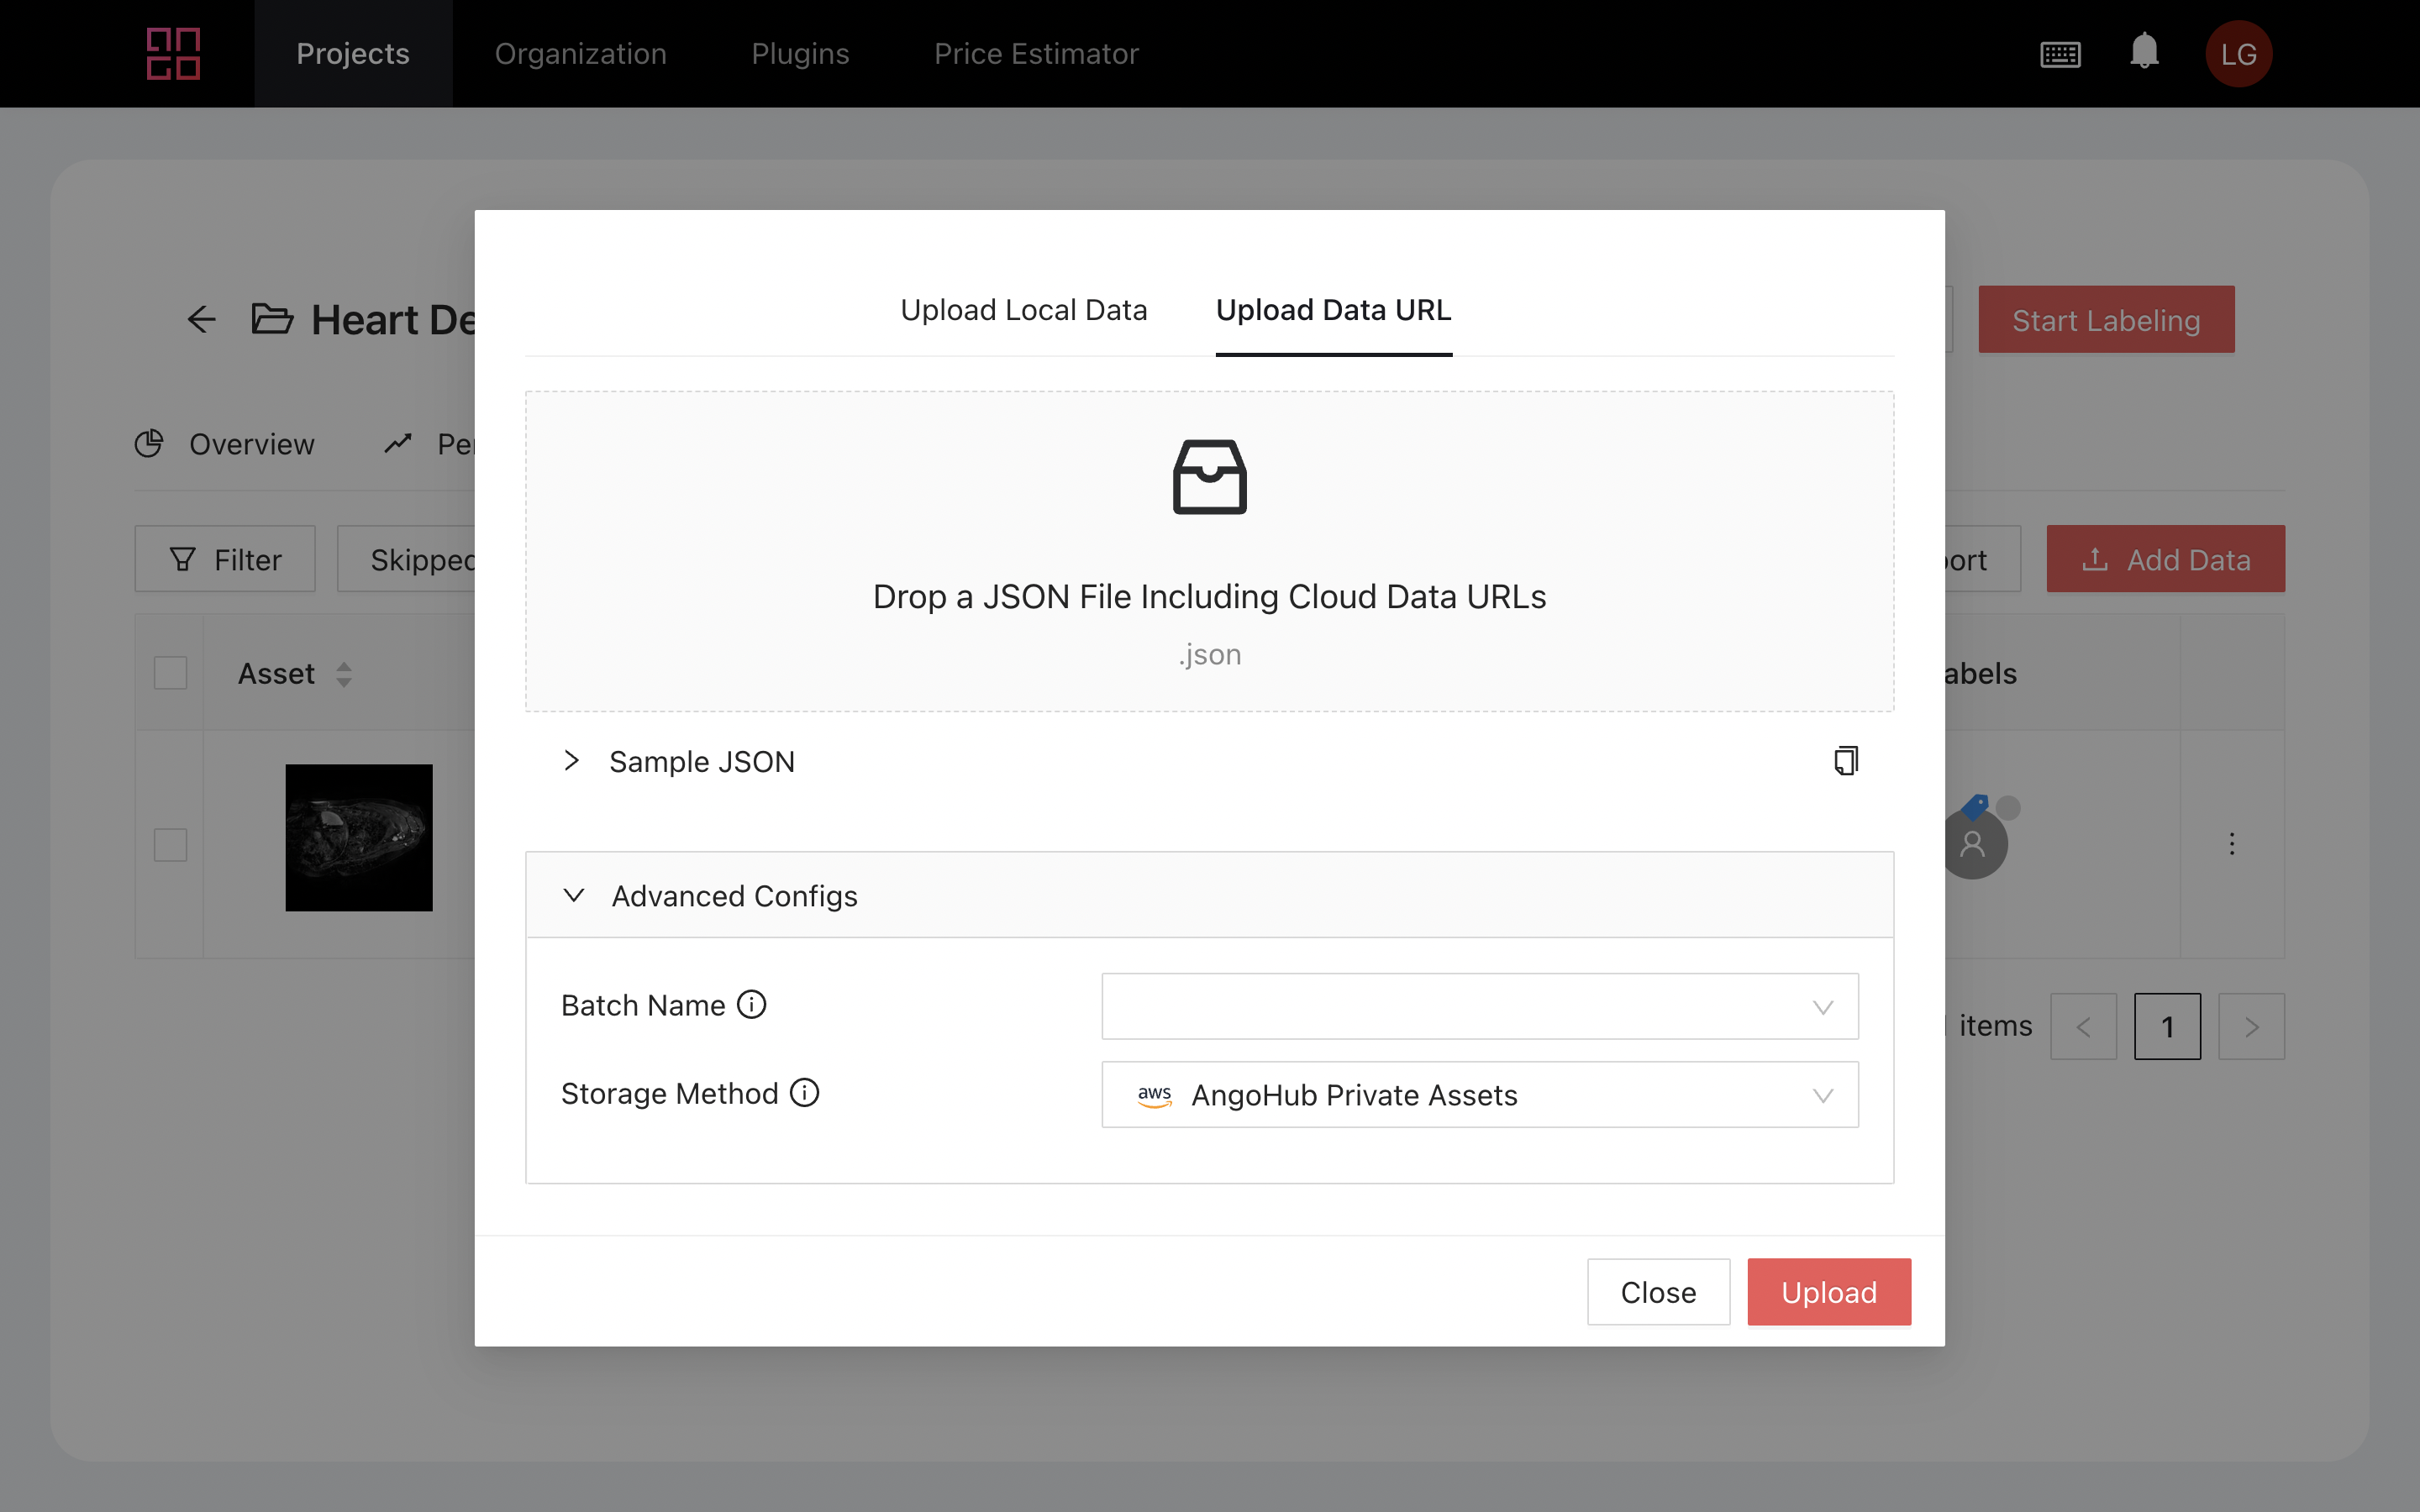 Projects
Organization
Plugins
Price Estimator
LG
Heart De
Start Labeling
Upload Local Data
Upload Data URL
Overview
Per
Filter
Skipped
port
Add Data
Drop a JSON File Including Cloud Data URLs
.json
Asset
abels
Sample JSON
Advanced Configs
Batch Name
Storage Method
aws AngoHub Private Assets
items
1
Close
Upload